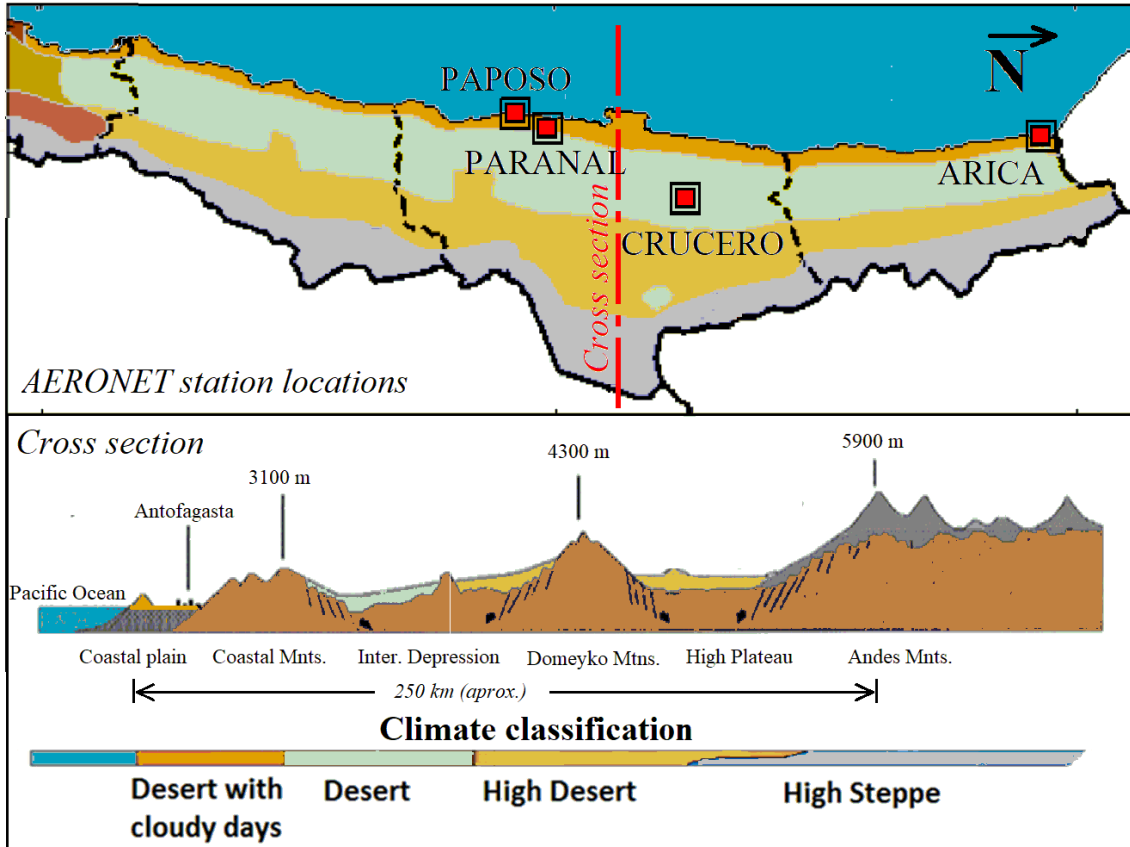 PAPOSO
N
PARANAL
ARICA
CRUCERO
Cross section
AERONET station locations
Cross section
5900 m
4300 m
3100 m
Antofagasta
Pacific Ocean
Coastal plain
Coastal Mnts.
Inter. Depression
Domeyko Mtns.
High Plateau
Andes Mnts.
250 km (aprox.)
Climate classification
Desert with
cloudy days
Desert
High Desert
High Steppe